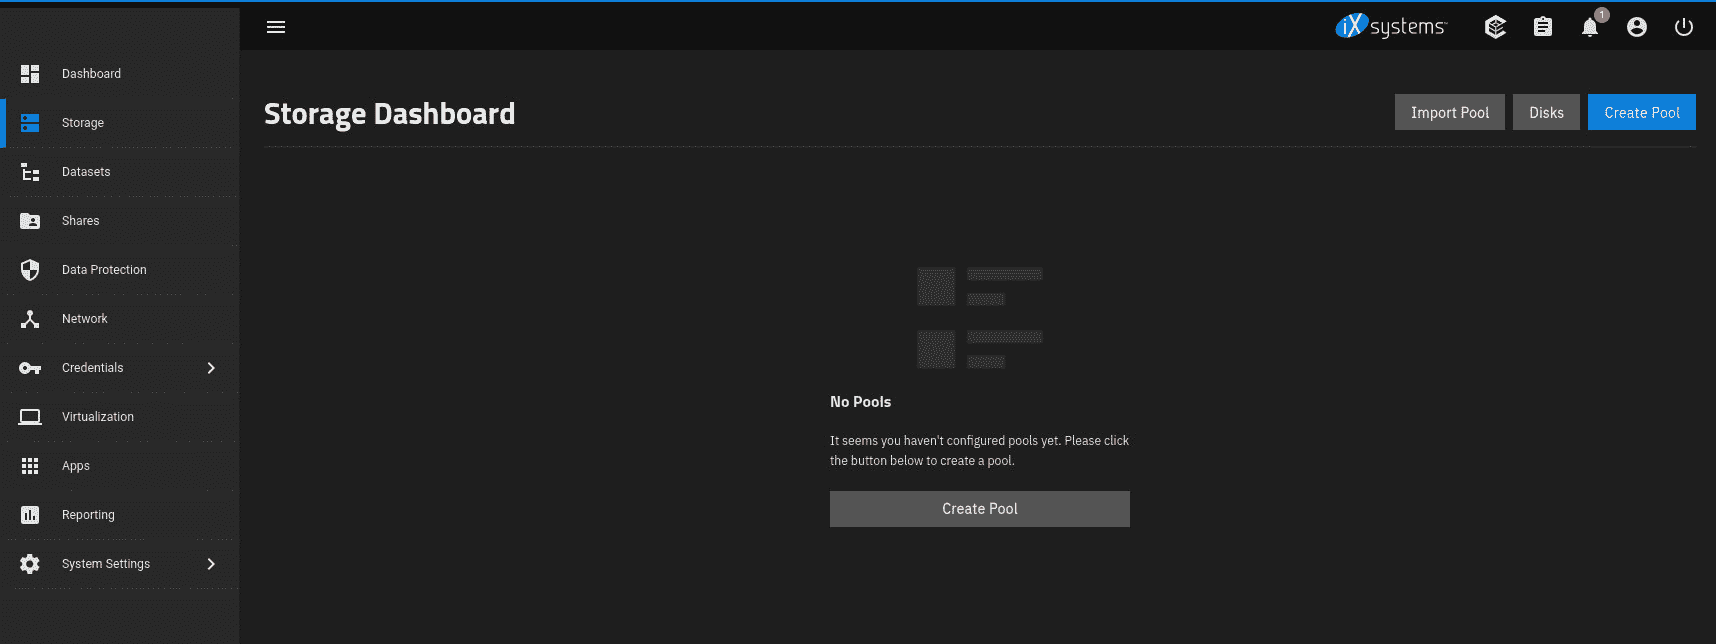 iXsystems™
1
Dashboard
Storage
Datasets
Shares
Data Protection
Network
Credentials
Virtualization
Apps
Reporting
System Settings
Storage Dashboard
Import Pool
Disks
Create Pool
No Pools
It seems you haven't configured pools yet. Please click
the button below to create a pool.
Create Pool